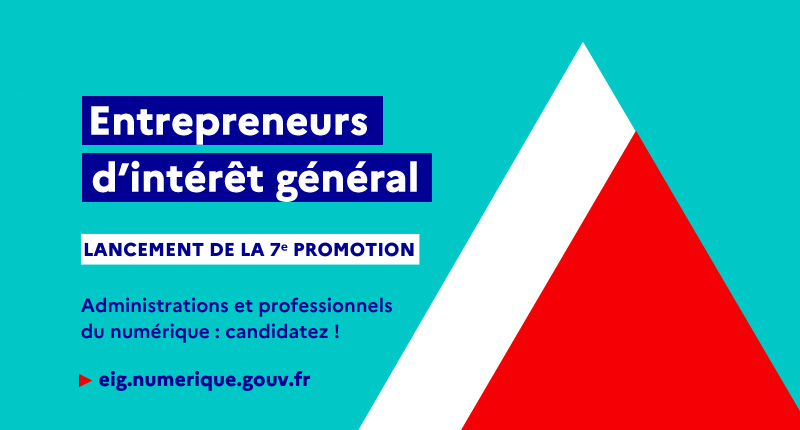 Entrepreneurs
d’intérêt général
LANCEMENT DE LA 7ᵉ PROMOTION
Administrations et professionnels
du numérique : candidatez !
► eig.numerique.gouv.fr